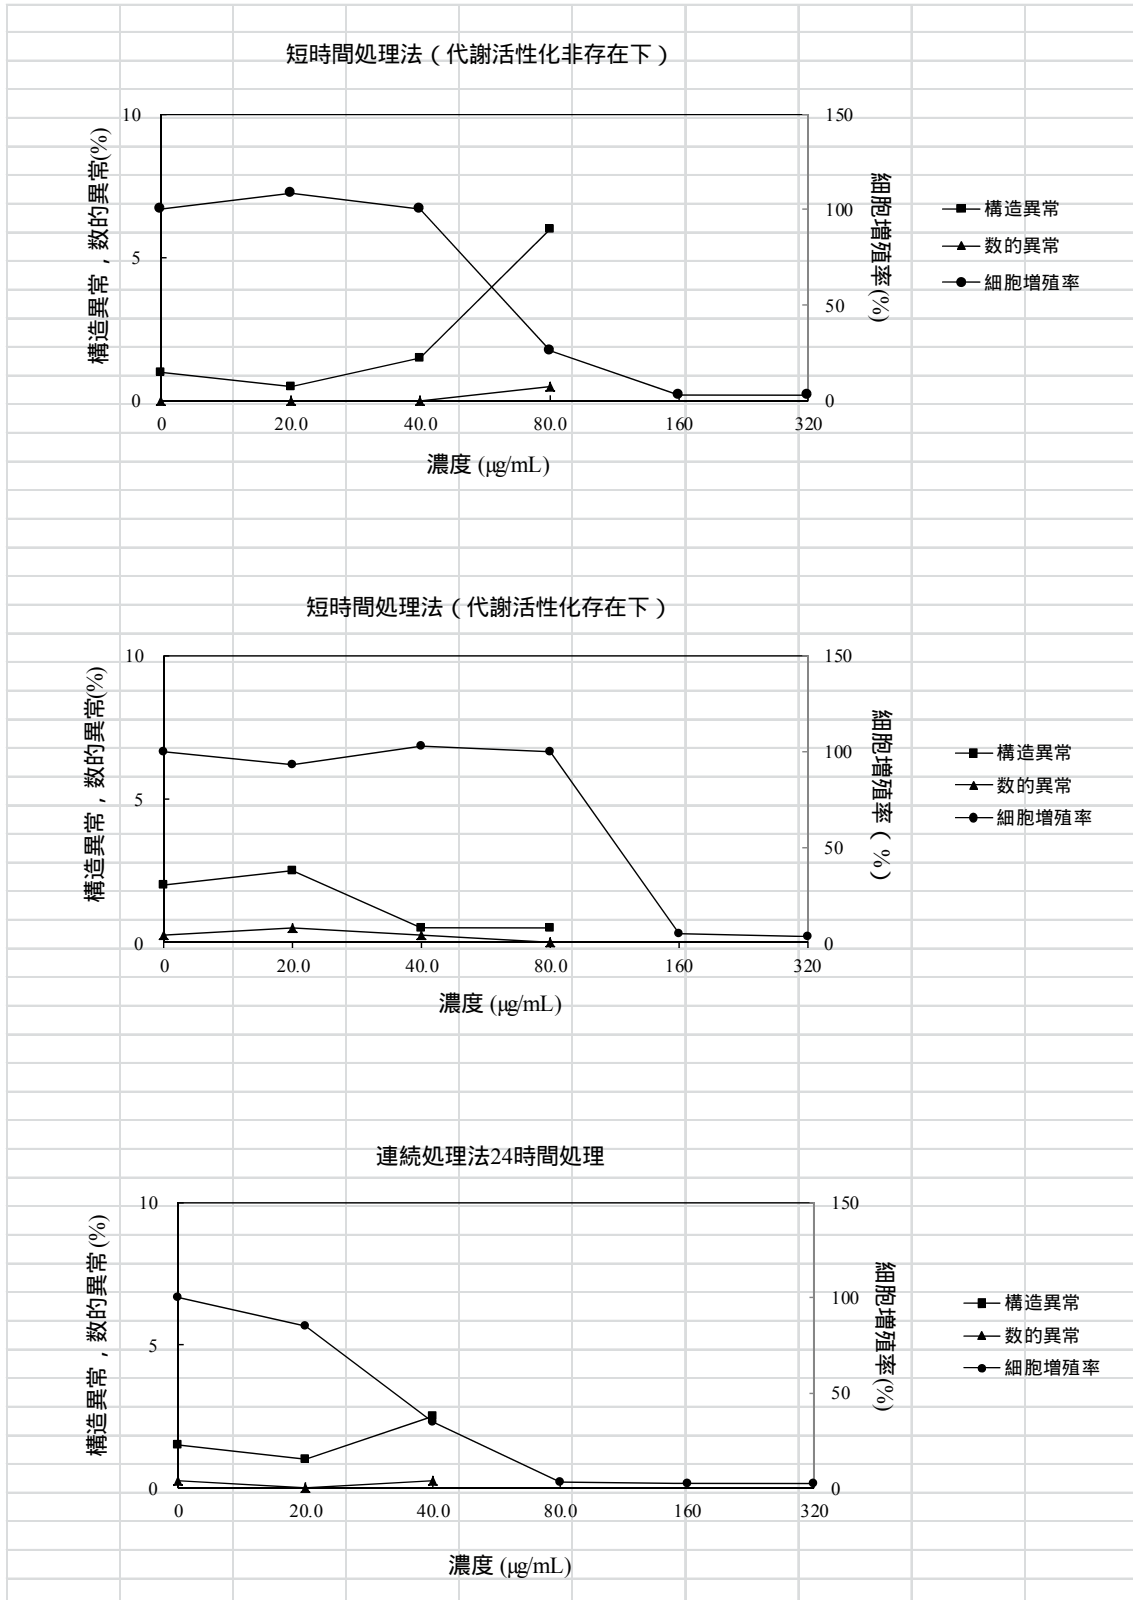 短時間処理法（代謝活性化非存在下）
構造異常，数的異常(%)
10
5
0
150
100
50
0
細胞増殖率(%)
構造異常
数的異常
細胞増殖率
0 20.0 40.0 80.0 160 320
濃度 (μg/mL)
短時間処理法（代謝活性化存在下）
構造異常，数的異常(%)
10
5
0
150
100
50
0
細胞増殖率（%）
構造異常
数的異常
細胞増殖率
0 20.0 40.0 80.0 160 320
濃度 (μg/mL)
連続処理法24時間処理
構造異常，数的異常(%)
10
5
0
150
100
50
0
細胞増殖率(%)
構造異常
数的異常
細胞増殖率
0 20.0 40.0 80.0 160 320
濃度 (μg/mL)